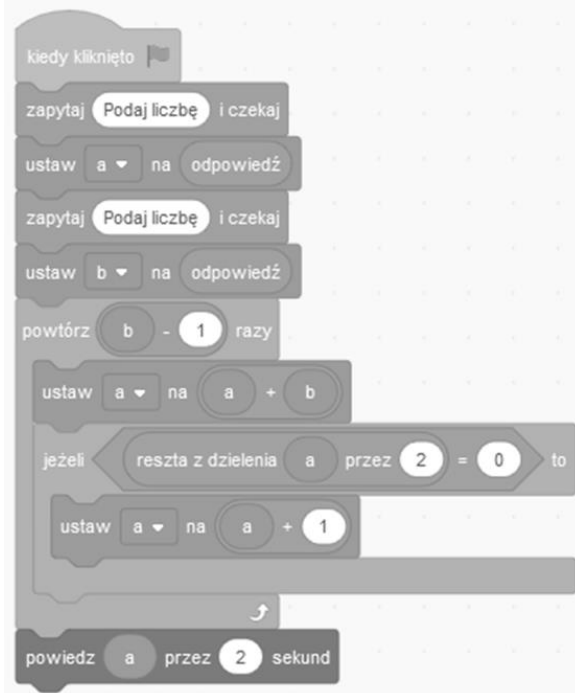 kiedy kliknięto
zapytaj Podaj liczbę i czekaj
ustaw a na odpowiedź
zapytaj Podaj liczbę i czekaj
ustaw b na odpowiedź
powtórz b - 1 razy
ustaw a na a + b
jeżeli reszta z dzielenia a przez 2 = 0 to
ustaw a na a + 1
powiedz a przez 2 sekund